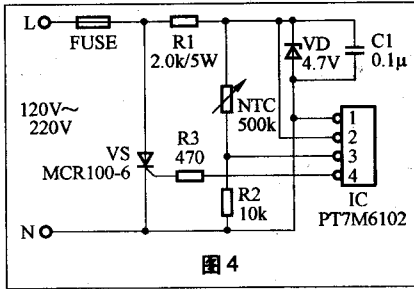 L
FUSE
R1
2.0k/5W
VD
4.7V
C1
0.1μ
120V~
220V
NTC
500k
VS
MCR100-6
R3
470
R2
10k
1
2
3
4
IC
PT7M6102
N
图 4